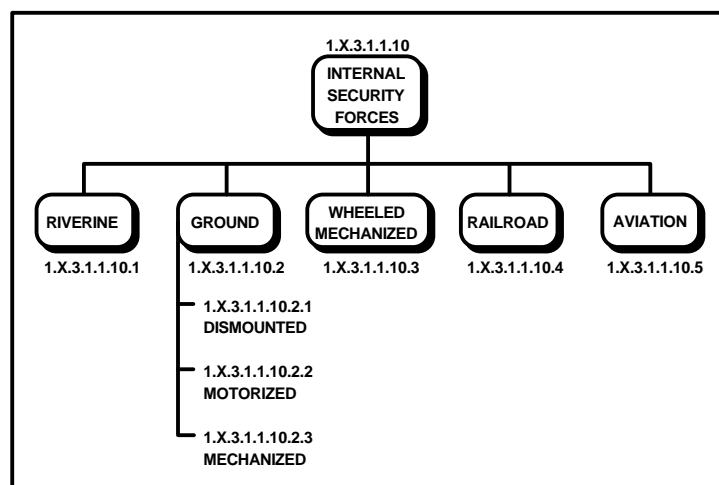 1.X.3.1.1.10
INTERNAL
SECURITY
FORCES
RIVERINE
GROUND
WHEELED
MECHANIZED
RAILROAD
AVIATION
1.X.3.1.1.10.1
1.X.3.1.1.10.2
1.X.3.1.1.10.3
1.X.3.1.1.10.4
1.X.3.1.1.10.5
1.X.3.1.1.10.2.1
DISMOUNTED
1.X.3.1.1.10.2.2
MOTORIZED
1.X.3.1.1.10.2.3
MECHANIZED